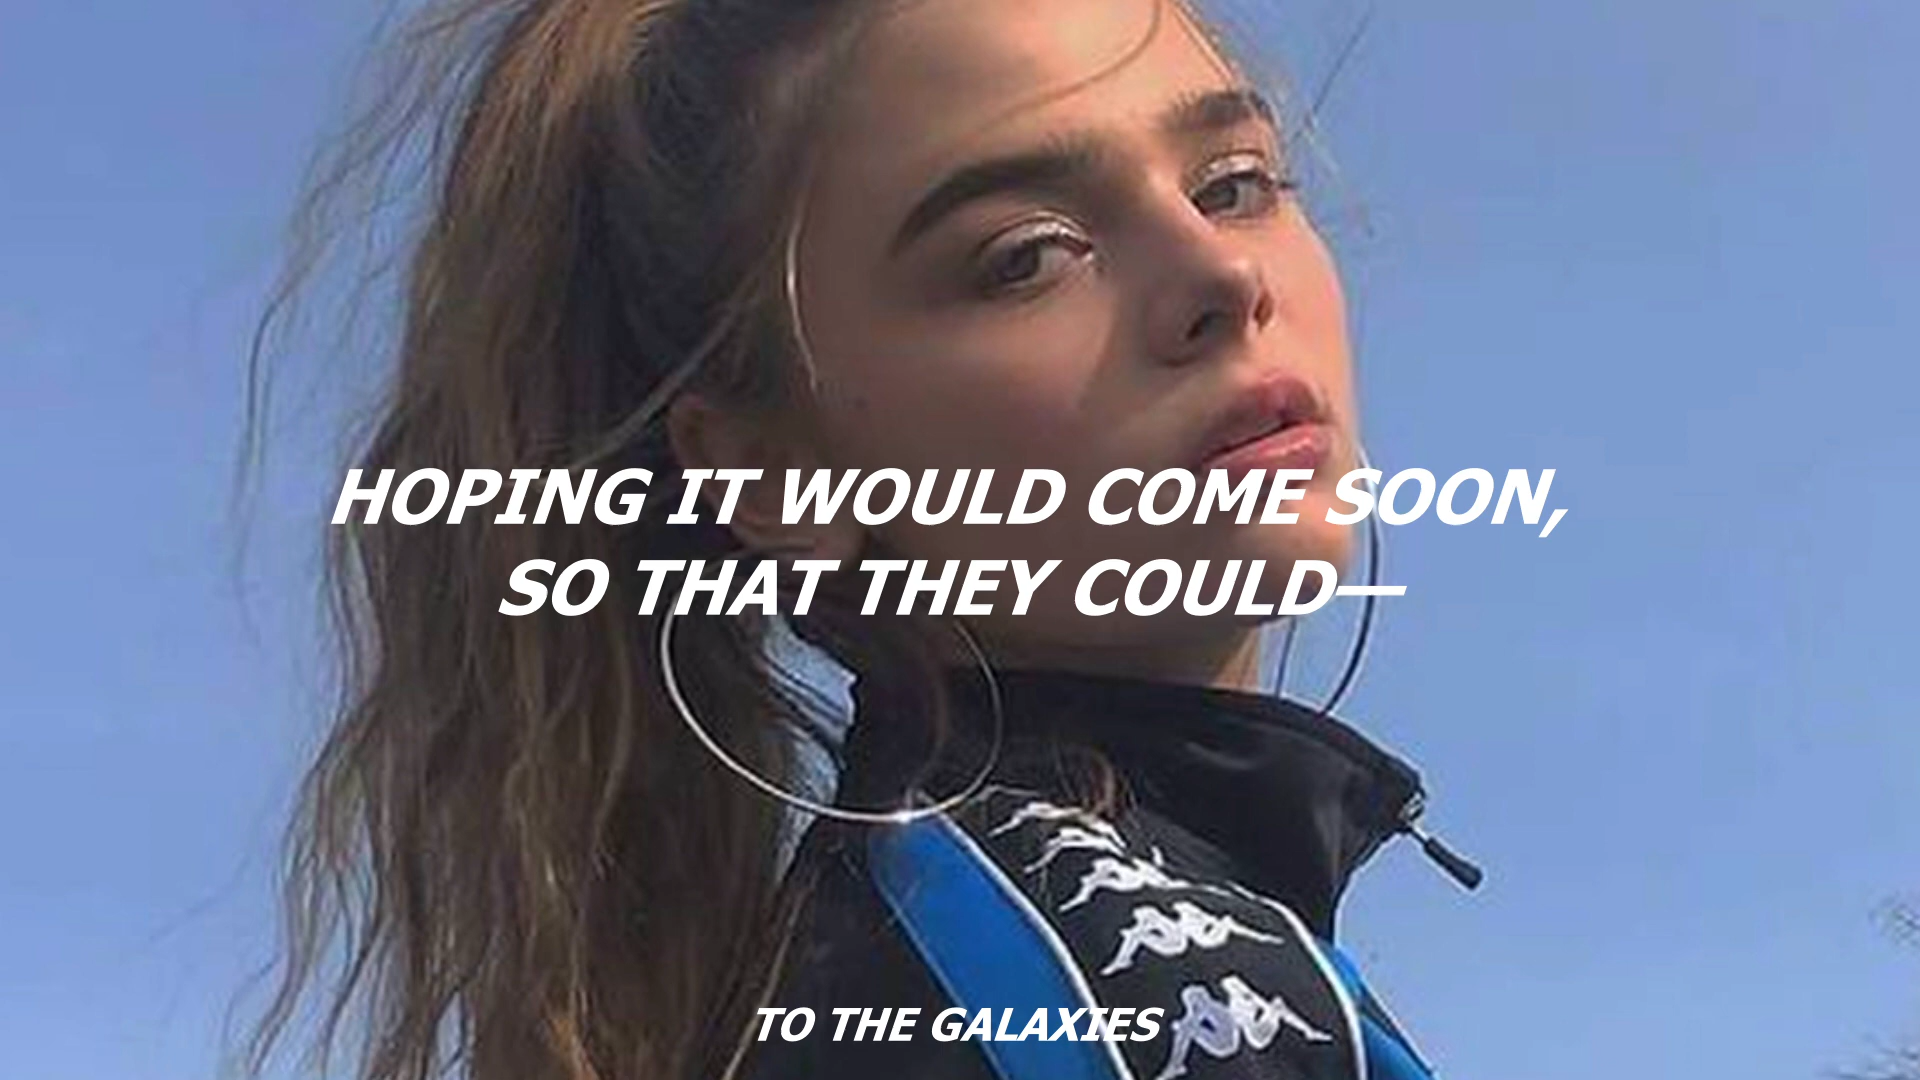 HOPING IT WOULD COME SOON,
SO THAT THEY COULD—
TO THE GALAXIES